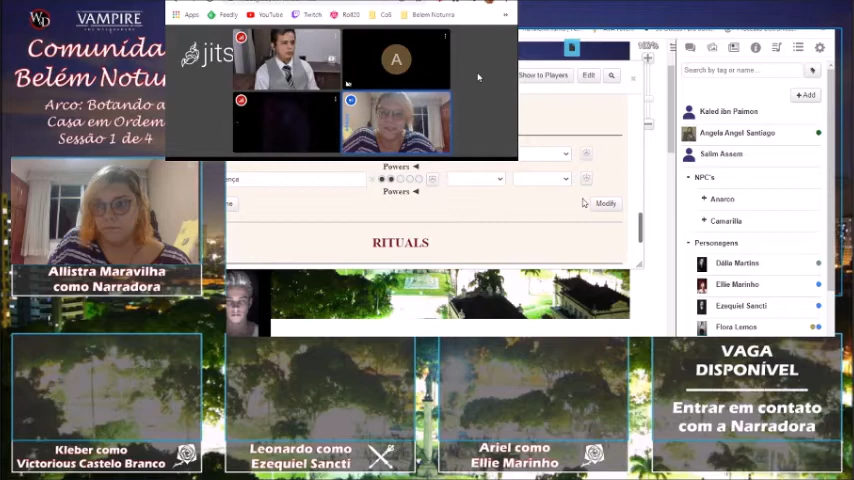 Apps
Feedly
YouTube
Twitch
Roll20
CoS
Belem Noturna
»
jits
A
VAMPIRE
Comunida
Belém Notu
Arco: Botando a
Casa em Ordem
Sessão 1 de 4
Allistra Maravilha
como Narradora
Show to Players
Edit
Powers
ença
Powers
Modify
RITUALS
Search by tag or name...
+ Add
Kaled ibn Paimon
Angela Angel Santiago
Salim Assem
NPC's
Anarco
Camarilla
Personagens
Dália Martins
Ellie Marinho
Ezequiel Sancti
Flora Lemos
Kleber como
Victorious Castelo Branco
Leonardo como
Ezequiel Sancti
Ariel como
Ellie Marinho
VAGA
DISPONÍVEL
Entrar em contato
com a Narradora